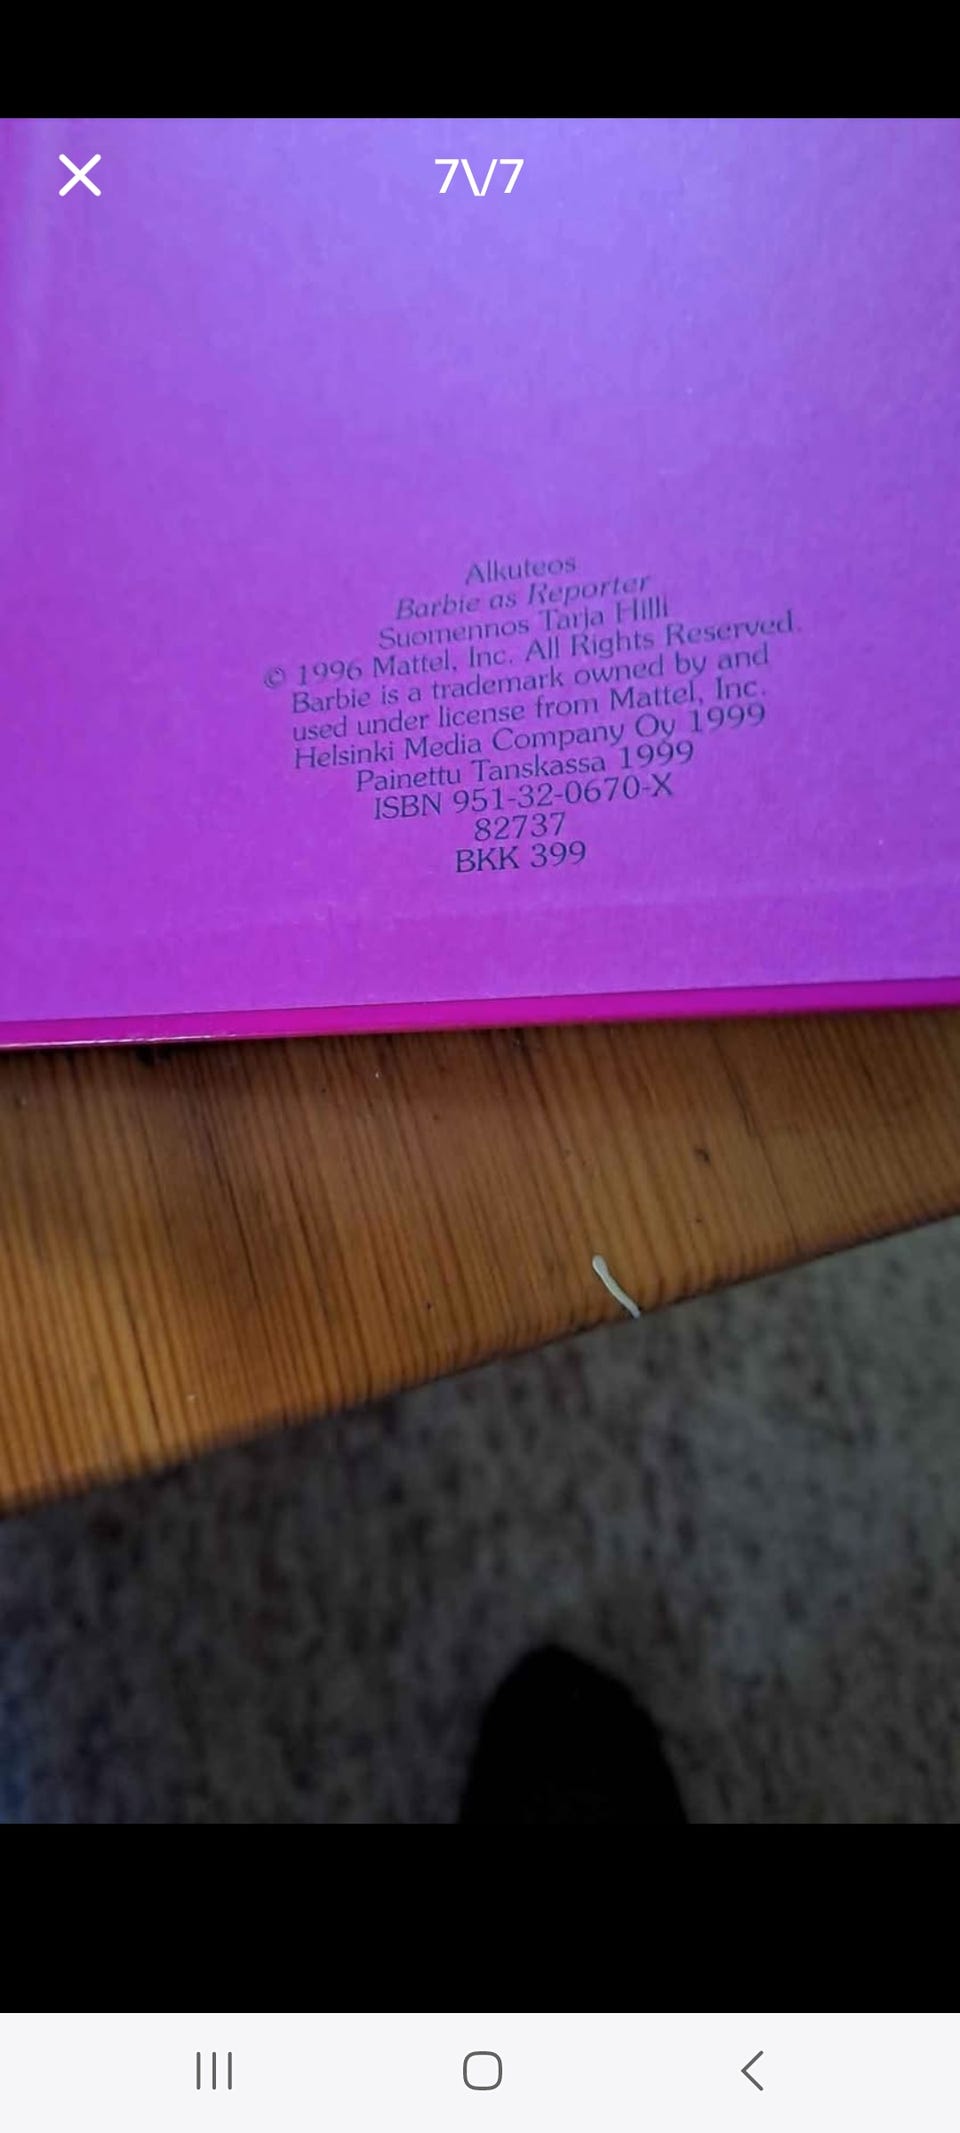 7\/7
Alkuteos
Barbie as Reporter
Suomennos Tarja Hilli
© 1996 Mattel, Inc. All Rights Reserved.
Barbie is a trademark owned by and
used under license from Mattel, Inc.
Helsinki Media Company Oy 1999
Painettu Tanskassa 1999
ISBN 951-32-0670-X
82737
BKK 399